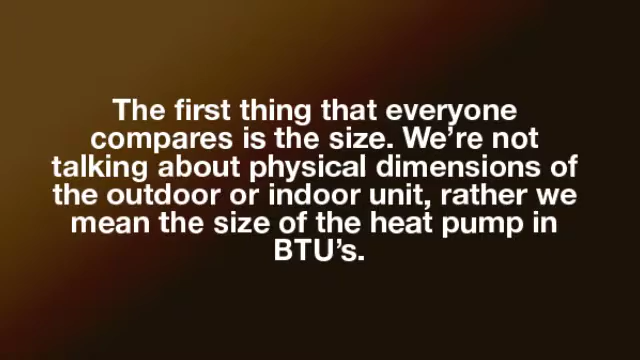 The first thing that everyone
compares is the size. We’re not
talking about physical dimensions of
the outdoor or indoor unit, rather we
mean the size of the heat pump in
BTU’s.